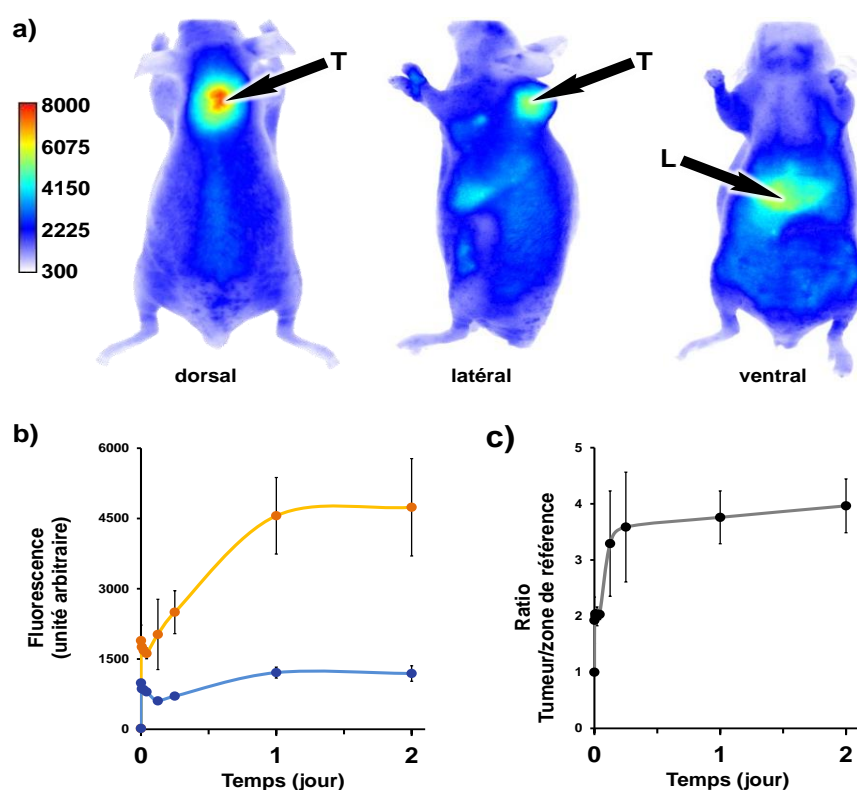 a)
T
T
L
8000
6075
4150
2225
300
dorsal
latéral
ventral
b)
Fluorescence
(unité arbitraire)
6000
4500
3000
1500
0
0
1
2
Temps (jour)
c)
Ratio
Tumeur/zone de référence
5
4
3
2
1
0
0
1
2
Temps (jour)